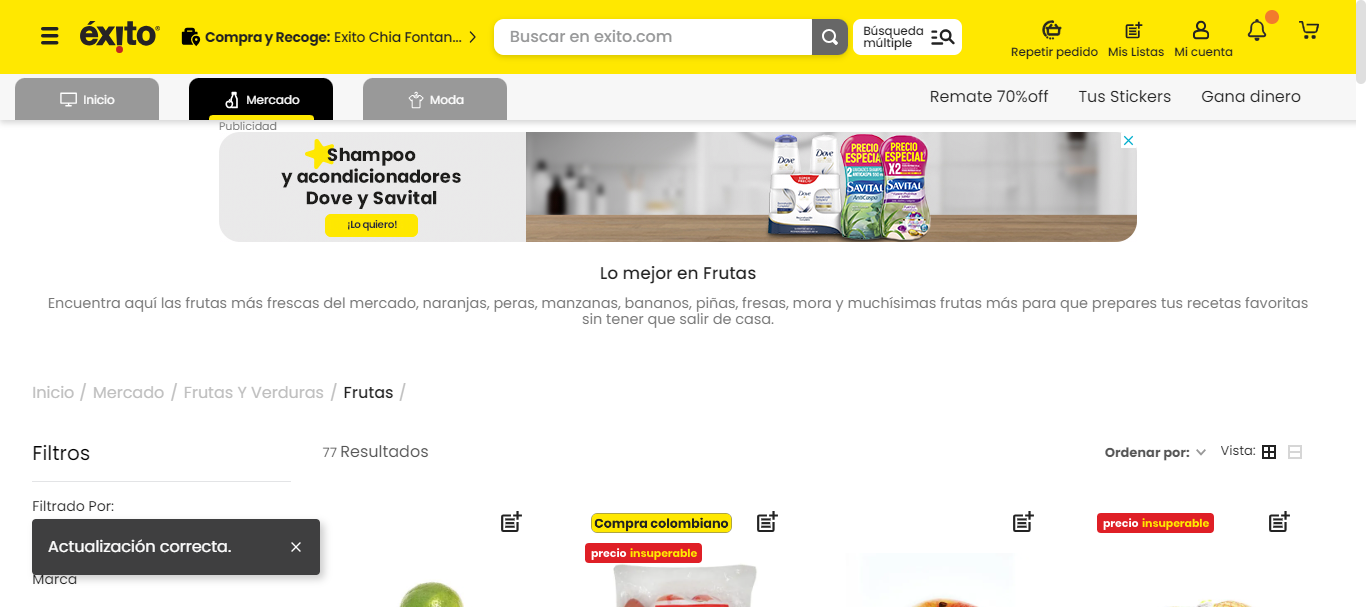 éxito
Compra y Recoge: Exito Chia Fontan...
Buscar en exito.com
Búsqueda
múltiple
Repetir pedido
Mis Listas
Mi cuenta
Inicio
Mercado
Moda
Remate 70%off
Tus Stickers
Gana dinero
Publicidad
Shampoo
y acondicionadores
Dove y Savital
¡Lo quiero!
Dove
Dove
Dove
PRECIO
ESPECIAL
SAVITAL
AntiCaspa
PRECIO
ESPECIAL
X2
SAVITAL
Lo mejor en Frutas
Encuentra aquí las frutas más frescas del mercado, naranjas, peras, manzanas, bananos, piñas, fresas, mora y muchísimas frutas más para que prepares tus recetas favoritas
sin tener que salir de casa.
Inicio / Mercado / Frutas Y Verduras / Frutas /
Filtros
77 Resultados
Ordenar por:
Vista:
Filtrado Por:
Actualización correcta.
Marca
Compra colombiano
precio insuperable
precio insuperable